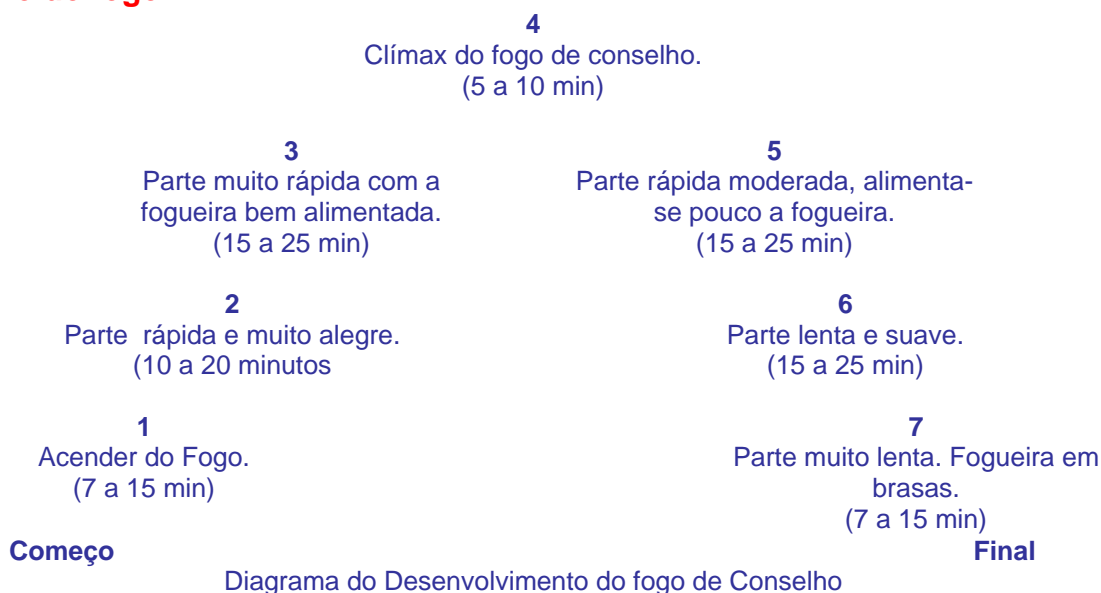 4
Clímax do fogo de conselho.
(5 a 10 min)
3
Parte muito rápida com a
fogueira bem alimentada.
(15 a 25 min)
5
Parte rápida moderada, alimenta-
se pouco a fogueira.
(15 a 25 min)
2
Parte rápida e muito alegre.
(10 a 20 minutos
6
Parte lenta e suave.
(15 a 25 min)
1
Acender do Fogo.
(7 a 15 min)
7
Parte muito lenta. Fogueira em
brasas.
(7 a 15 min)
Começo
Final
Diagrama do Desenvolvimento do fogo de Conselho